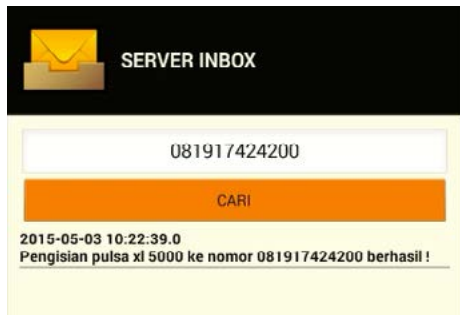 SERVER INBOX
081917424200
CARI
2015-05-03 10:22:39.0
Pengisian pulsa xl 5000 ke nomor 081917424200 berhasil !